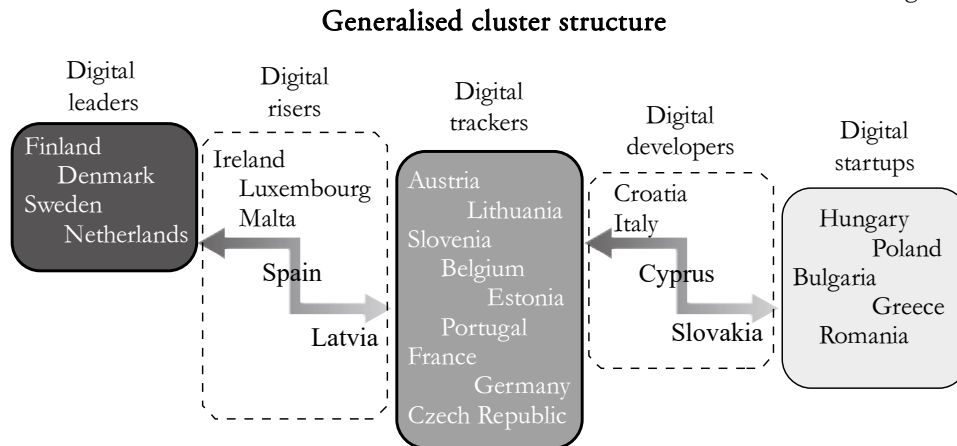 Generalised cluster structure
Digital
leaders
Finland
Denmark
Sweden
Netherlands
Digital
risers
Ireland
Luxembourg
Malta
Spain
Latvia
Digital
trackers
Austria
Lithuania
Slovenia
Belgium
Estonia
Portugal
France
Germany
Czech Republic
Digital
developers
Croatia
Italy
Cyprus
Slovakia
Digital
startups
Hungary
Poland
Bulgaria
Greece
Romania